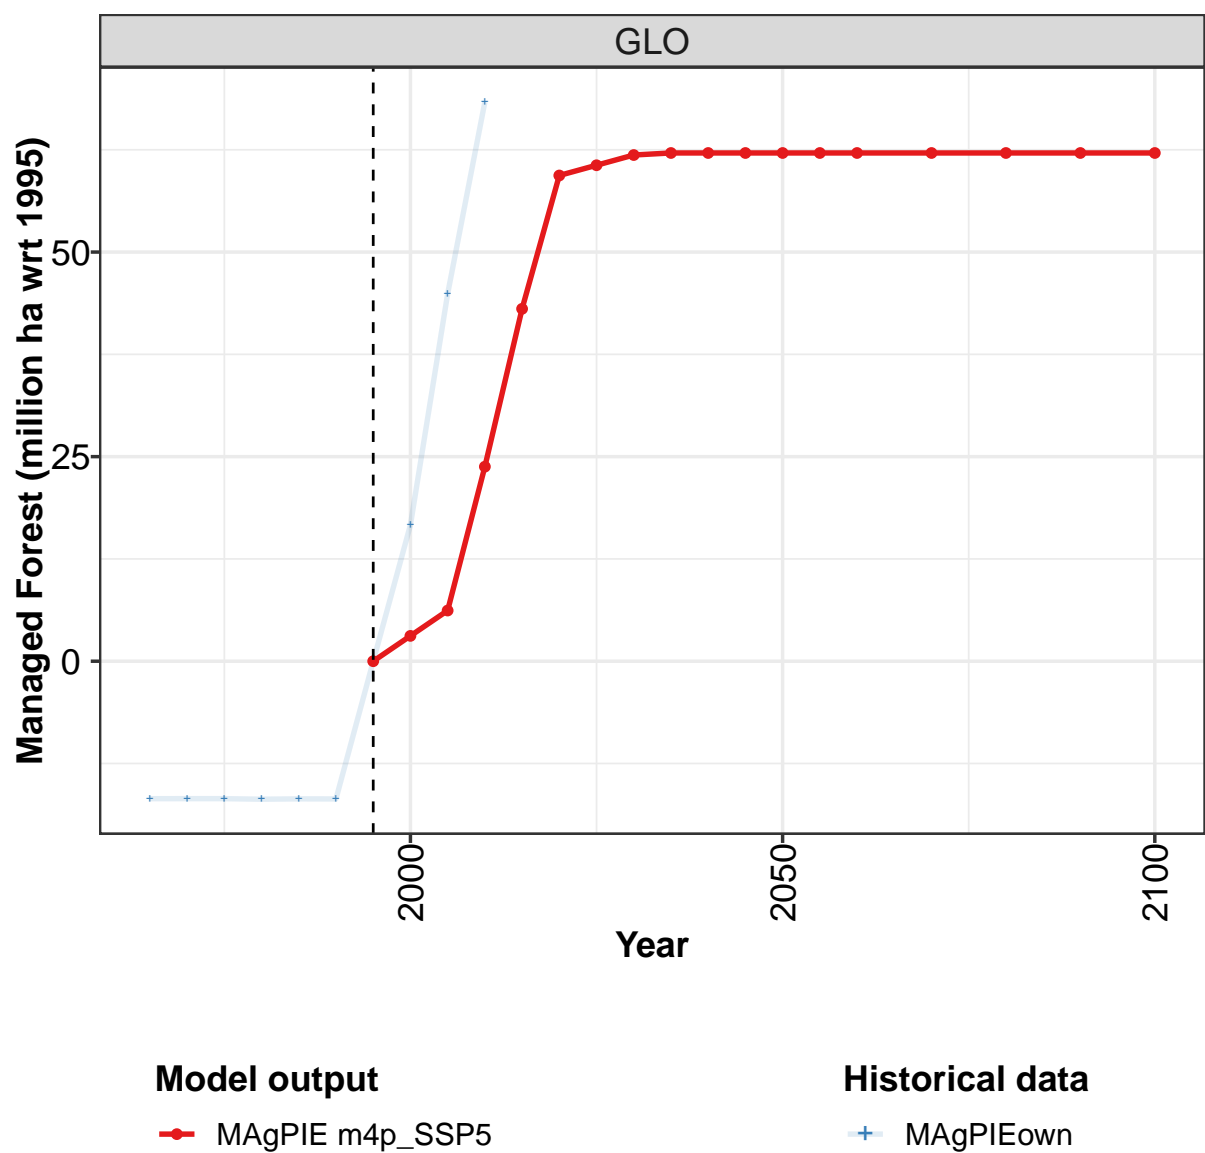 GLO
Managed Forest (million ha wrt 1995)
50
25
0
2000
2050
2100
Year
Model output
MAgPIE m4p_SSP5
Historical data
MAgPIEown